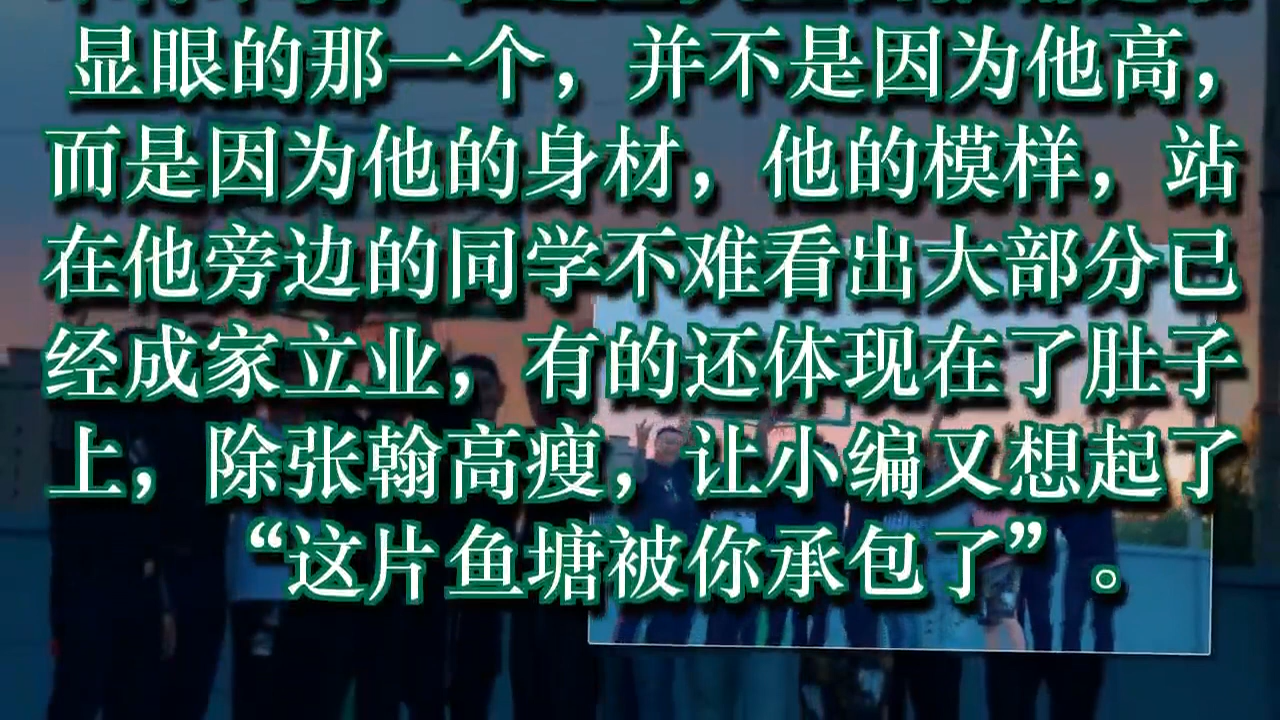 显眼的那一个，并不是因为他高，
而是因为他的身材，他的模样，站
在他旁边的同学不难看出大部分已
经成家立业，有的还体现在了肚子
上，除张翰高瘦，让小编又想起了
“这片鱼塘被你承包了”。